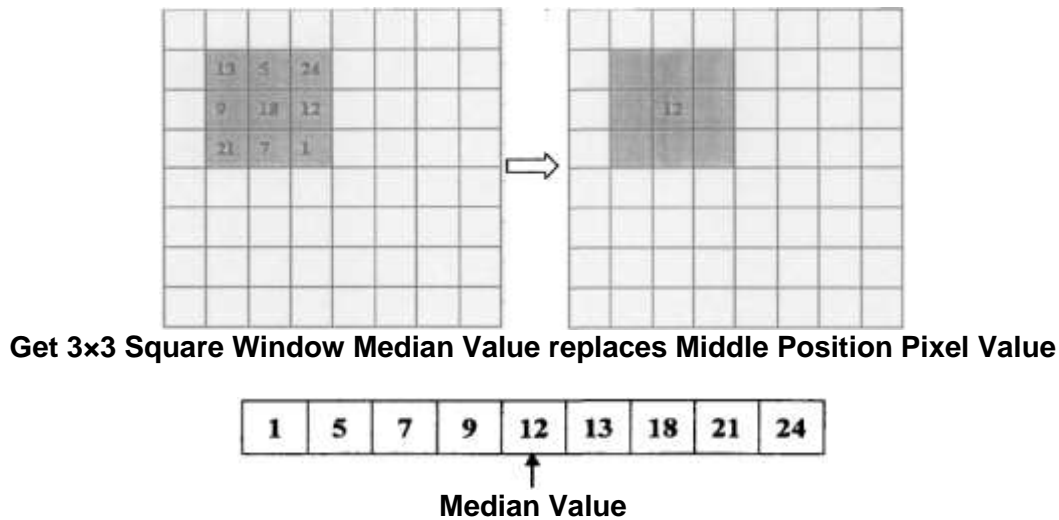 13 5 24
9 18 12 12
21 7 1
Get 3×3 Square Window Median Value replaces Middle Position Pixel Value
1 5 7 9 12 13 18 21 24
Median Value